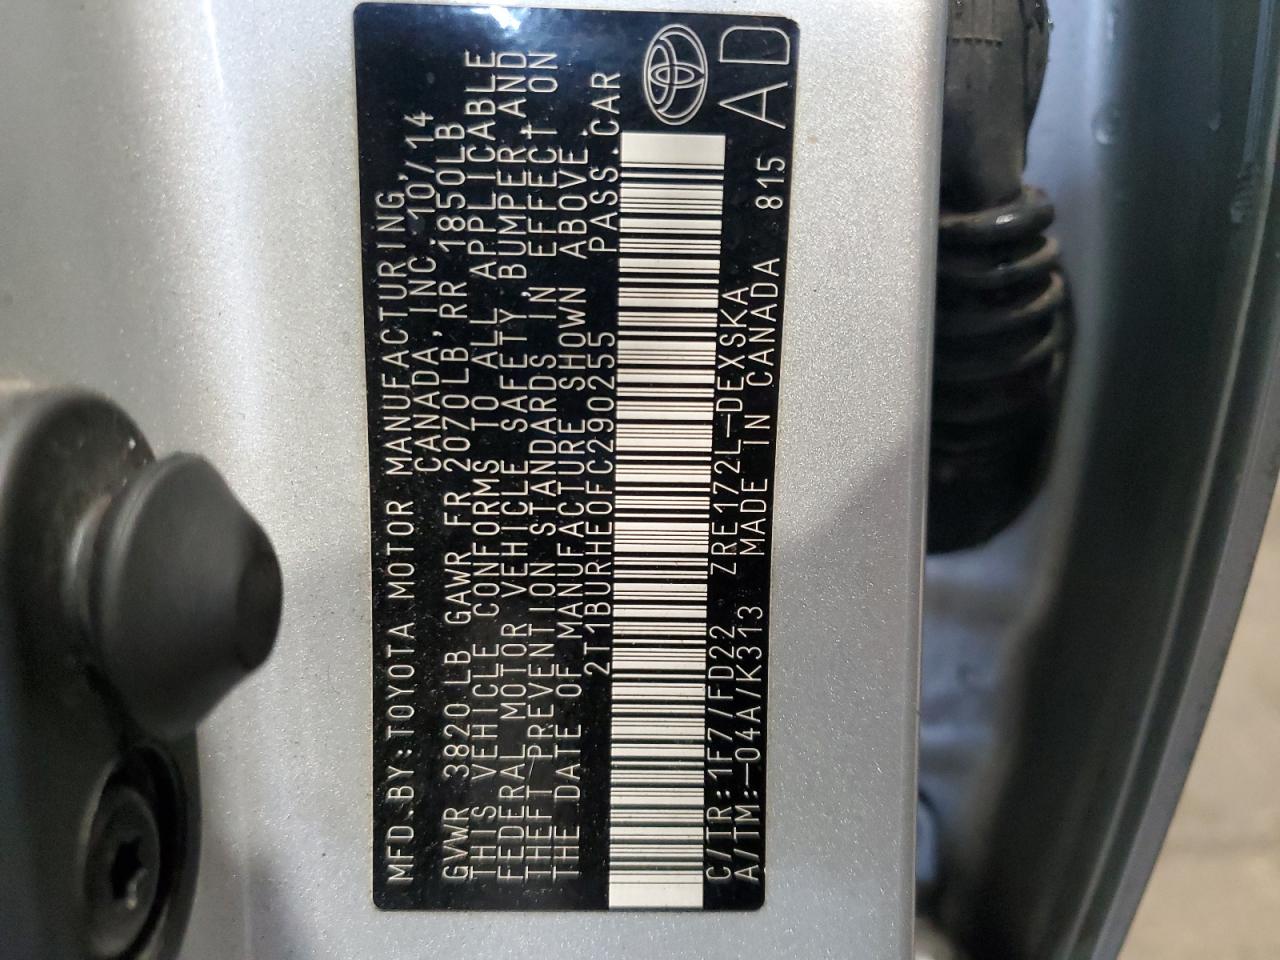 MFD.BY:TOYOTA MOTOR MANUFACTURING,
CANADA,INC. 10/14
GVWR 3820LB GAWR FR 2070LB,RR 1850LB
THIS VEHICLE CONFORMS TO ALL APPLICABLE
FEDERAL MOTOR VEHICLE SAFETY,BUMPER,AND
THEFT PREVENTION STANDARDS IN EFFECT ON
THE DATE OF MANUFACTURE SHOWN ABOVE.
2T1BURHE0FC290255 PASS.CAR
C/TR:1F7/FD22 ZRE172L-DEXSKA
A/TM:-04A/K313 MADE IN CANADA 815
AD